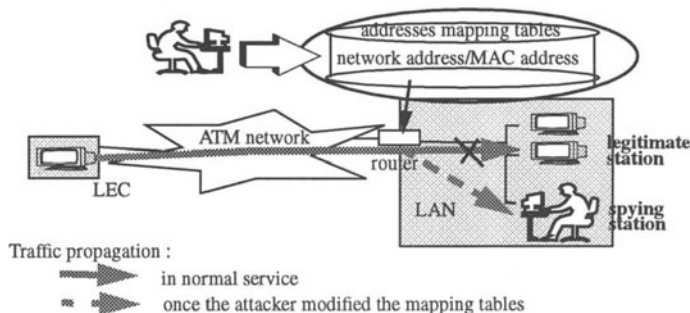 addresses mapping tables
network address/MAC address
ATM network
router
LEC
LAN
legitimate
station
spying
station
Traffic propagation :
in normal service
once the attacker modified the mapping tables